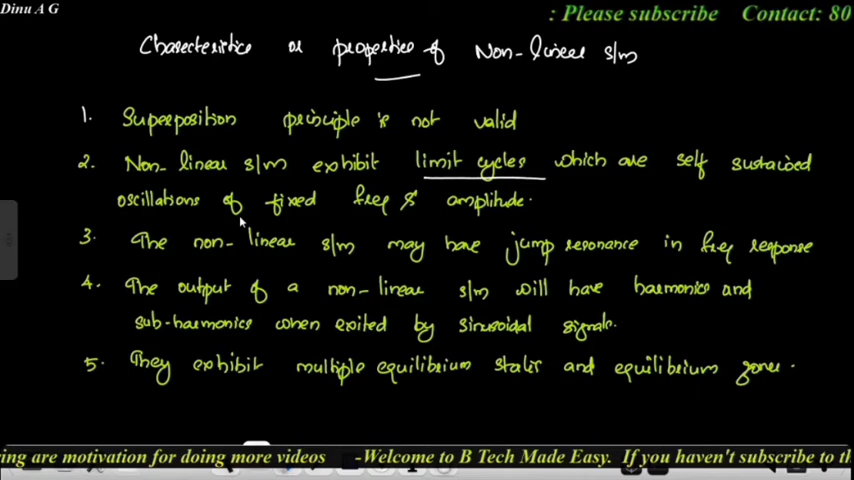 Dinu A G
: Please subscribe Contact: 80
Charecteristics or properties of Non-linear s/m
1. Superposition principle is not valid
2. Non-linear s/m exhibit limit cycles which are self sustained
oscillations of fixed freq & amplitude.
3. The non-linear s/m may have jump resonance in freq response
4. The output of a non-linear s/m will have harmonics and
sub-harmonics when exited by sinusoidal signals.
5. They exhibit multiple equilibrium states and equilibrium zones.
ing are motivation for doing more videos -Welcome to B Tech Made Easy. If you haven't subscribe to th